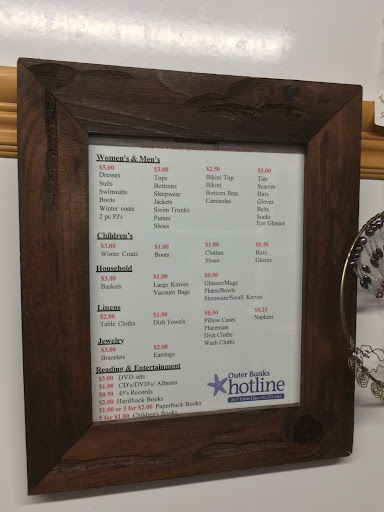 Women's & Men's
$5.00 $3.00 $2.50 $1.00
Dresses Tops Bikini Top Ties
Suits Bottoms Bikini Scarves
Swimsuits Sleepwear Bottom Bras Hats
Boots Jackets Camisoles Gloves
Winter coats Swim Trunks Belts
2 pc PJ's Purses Socks
Shoes Eye Glasses
Children's
$3.00 $1.00 $1.00 $0.50
Winter Coats Boots Clothes Hats
Shoes Gloves
Household
$3.00 $1.00 $0.50
Baskets Large Knives Glasses/Mugs
Vacuum Bags Plates/Bowls
Stemware/Small Knives
Linens
$2.00 $1.00 $0.50 $0.25
Table Cloths Dish Towels Pillow Cases Napkins
Placemats
Dish Cloths
Wash Cloths
Jewelry
$3.00 $2.00
Bracelets Earrings
Reading & Entertainment
$3.00 DVD sets
$1.00 CD's/DVD's/ Albums
$0.50 45's Records
$2.00 Hardback Books
$1.00 or 3 for $2.00 Paperback Books
for $1.00 Children's Books
Outer Banks
hotline